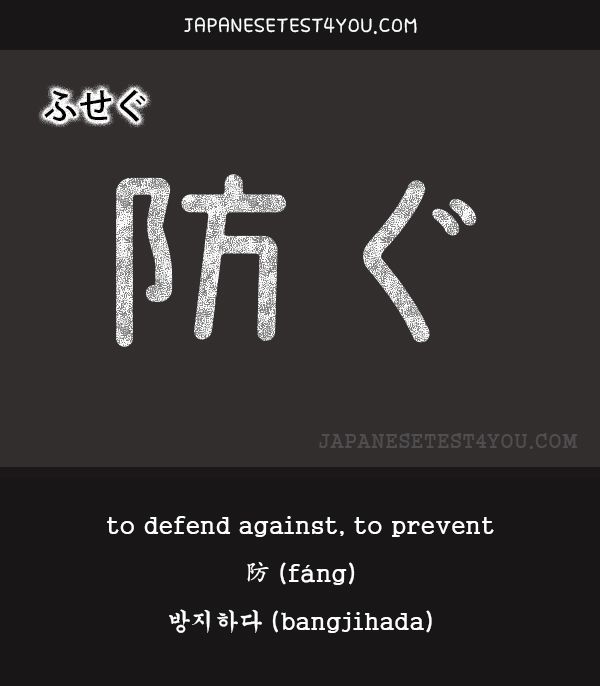 JAPANESETEST4YOU.COM
ふせぐ
防ぐ
JAPANESETEST4YOU.COM
to defend against, to prevent
防 (fáng)
방지하다 (bangjihada)